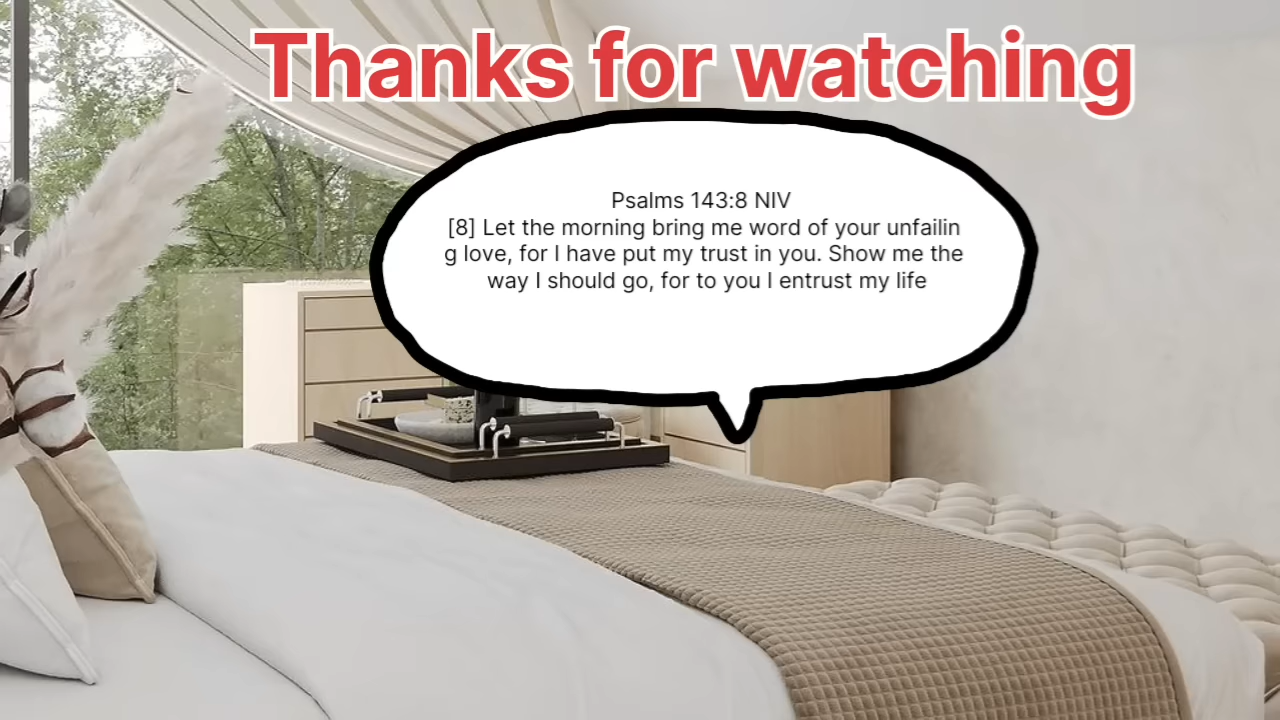 Thanks for watching
Psalms 143:8 NIV
[8] Let the morning bring me word of your unfailin
g love, for I have put my trust in you. Show me the
way I should go, for to you I entrust my life